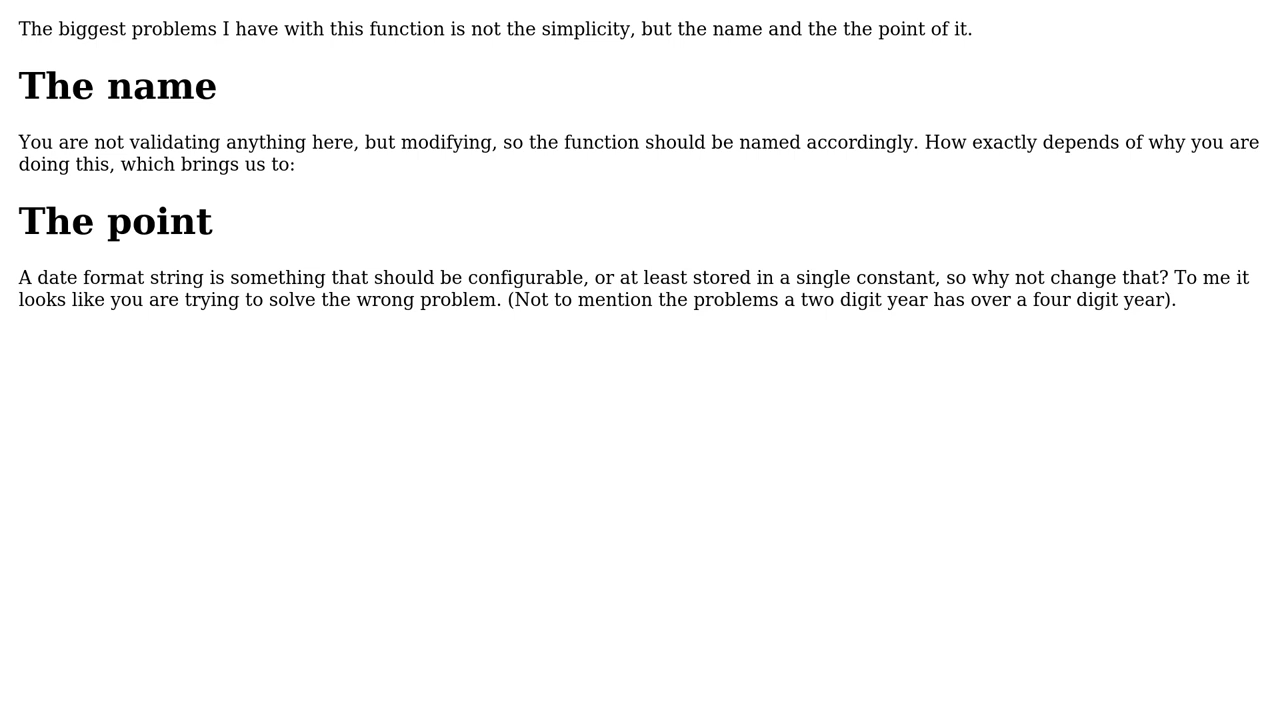 The biggest problems I have with this function is not the simplicity, but the name and the the point of it.
The name
You are not validating anything here, but modifying, so the function should be named accordingly. How exactly depends of why you are
doing this, which brings us to:
The point
A date format string is something that should be configurable, or at least stored in a single constant, so why not change that? To me it
looks like you are trying to solve the wrong problem. (Not to mention the problems a two digit year has over a four digit year).